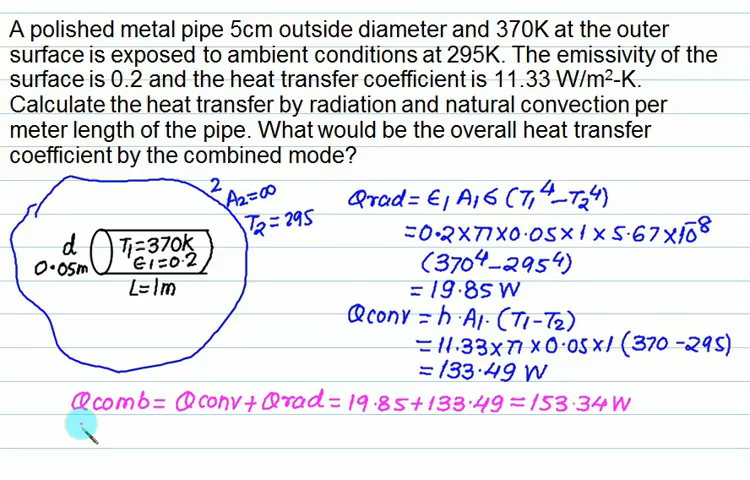 A polished metal pipe 5cm outside diameter and 370K at the outer
surface is exposed to ambient conditions at 295K. The emissivity of the
surface is 0.2 and the heat transfer coefficient is 11.33 W/m²-K.
Calculate the heat transfer by radiation and natural convection per
meter length of the pipe. What would be the overall heat transfer
coefficient by the combined mode?
2
A2=∞
T2=295
d
0.05m
T1=370K
ϵ1=0.2
L=1m
Qrad=ϵ1 A1 σ (T1⁴-T2⁴)
=0.2×π×0.05×1×5.67×10⁻⁸
(370⁴-295⁴)
=19.85W
Qconv=h.A1.(T1-T2)
=11.33×π×0.05×1(370-295)
=133.49W
Qcomb=Qconv+Qrad=19.85+133.49=153.34W